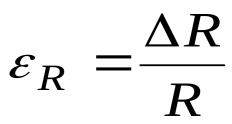 ε_R = ΔR/R